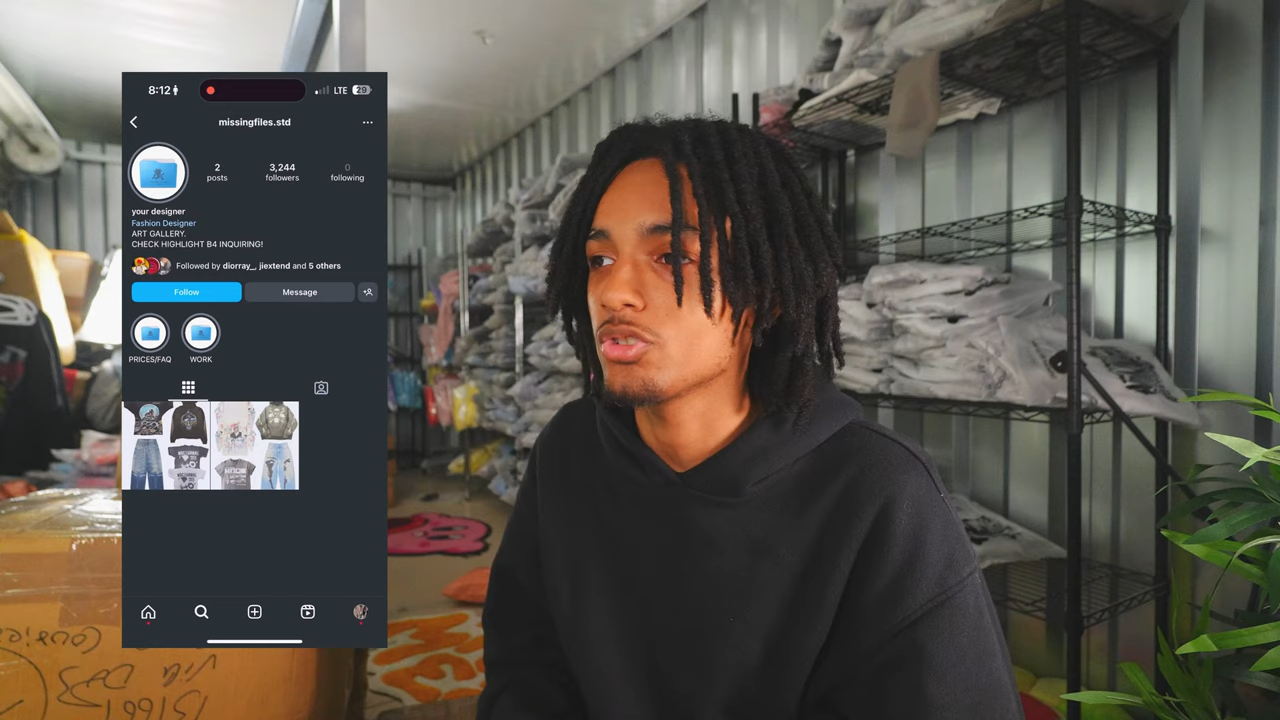 8:12
LTE
29
missingfiles.std
2
posts
3,244
followers
0
following
your designer
Fashion Designer
ART GALLERY.
CHECK HIGHLIGHT B4 INQUIRING!
Followed by diorray_, jiextend and 5 others
Follow
Message
PRICES/FAQ
WORK